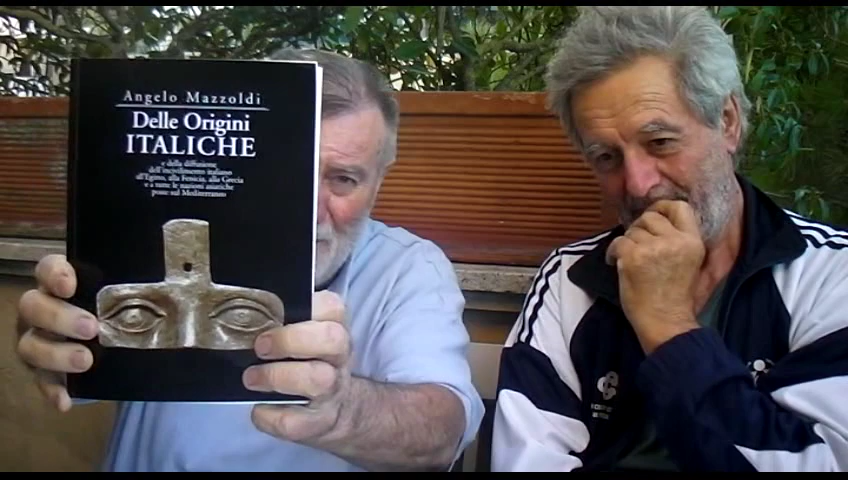 Angelo Mazzoldi
Delle Origini
ITALICHE
e della diffusione
dell'incivilimento italiano
all'Egitto, alla Fenicia, alla Grecia
e a tutte le nazioni asiatiche
poste sul Mediterraneo